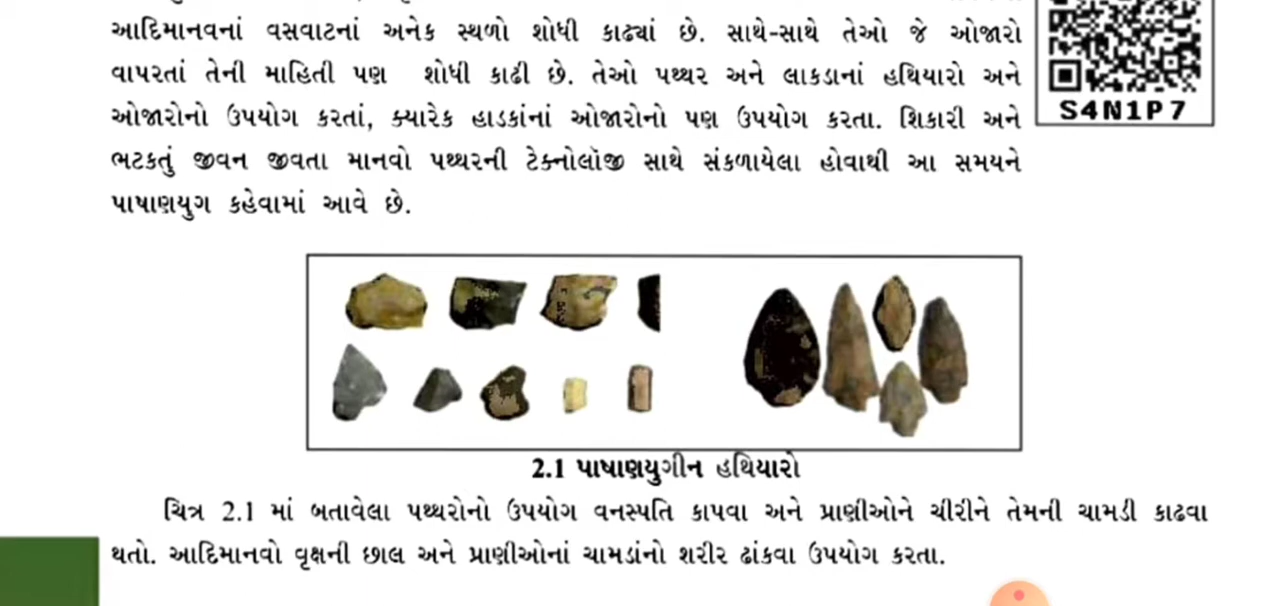 આદિમાનવનાં વસવાટનાં અનેક સ્થળો શોધી કાઢ્યાં છે. સાથે-સાથે તેઓ જે ઓજારો
વાપરતાં તેની માહિતી પણ શોધી કાઢી છે. તેઓ પથ્થર અને લાકડાનાં હથિયારો અને
ઓજારોનો ઉપયોગ કરતાં, ક્યારેક હાડકાંનાં ઓજારોનો પણ ઉપયોગ કરતા. શિકારી અને
ભટકતું જીવન જીવતા માનવો પથ્થરની ટેક્નોલૉજી સાથે સંકળાયેલા હોવાથી આ સમયને
પાષાણયુગ કહેવામાં આવે છે.
S4N1P7
2.1 પાષાણયુગીન હથિયારો
ચિત્ર 2.1 માં બતાવેલા પથ્થરોનો ઉપયોગ વનસ્પતિ કાપવા અને પ્રાણીઓને ચીરીને તેમની ચામડી કાઢવા
થતો. આદિમાનવો વૃક્ષની છાલ અને પ્રાણીઓનાં ચામડાંનો શરીર ઢાંકવા ઉપયોગ કરતા.